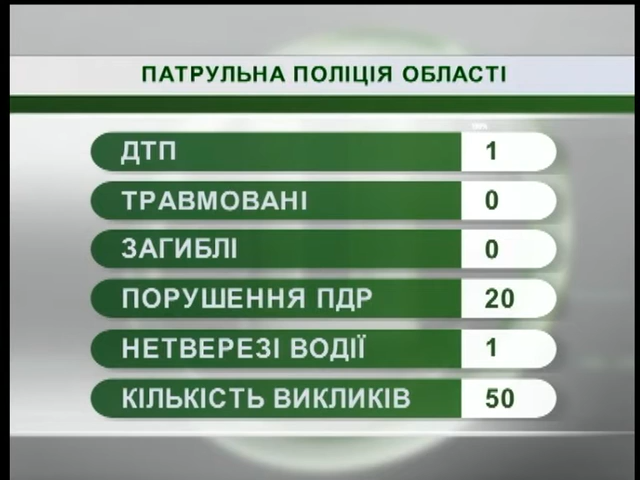 ПАТРУЛЬНА ПОЛІЦІЯ ОБЛАСТІ
ДТП 1
ТРАВМОВАНІ 0
ЗАГИБЛІ 0
ПОРУШЕННЯ ПДР 20
НЕТВЕРЕЗІ ВОДІЇ 1
КІЛЬКІСТЬ ВИКЛИКІВ 50